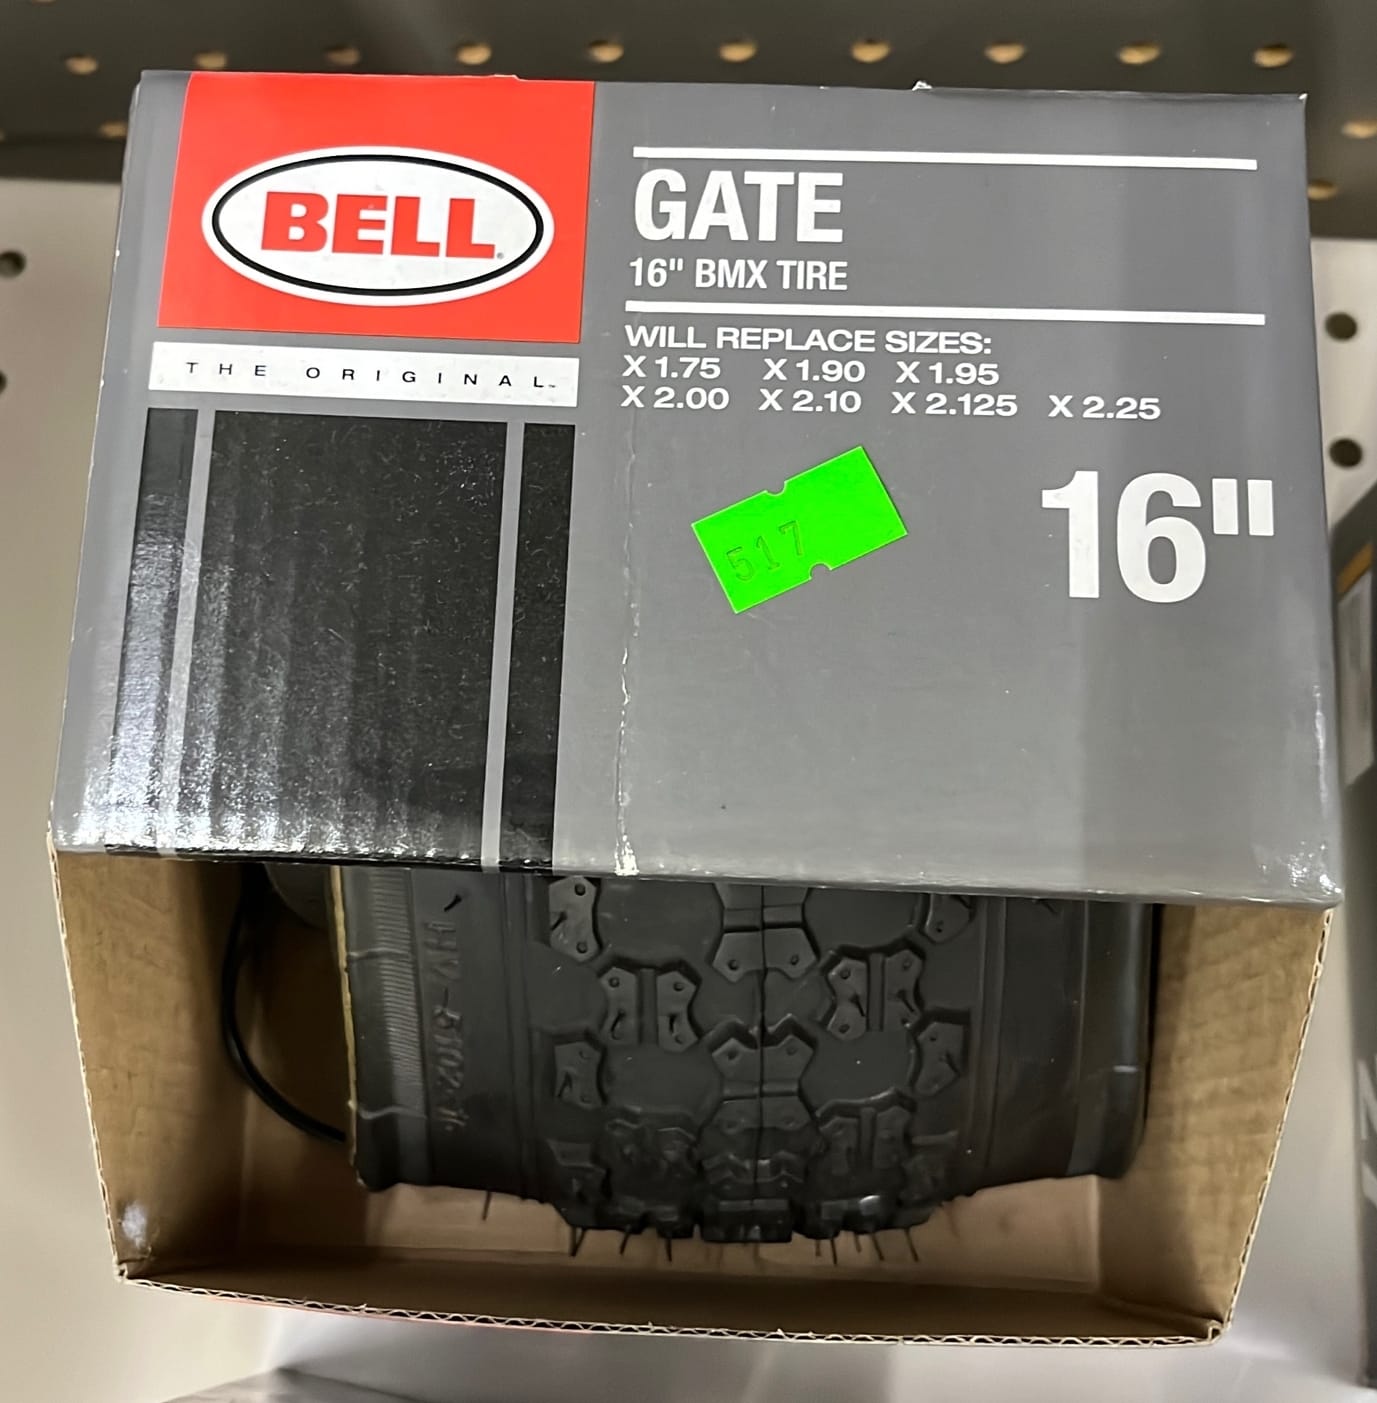 BELL
THE ORIGINAL
GATE
16" BMX TIRE
WILL REPLACE SIZES:
X 1.75 X 1.90 X 1.95
X 2.00 X 2.10 X 2.125 X 2.25
517
16"